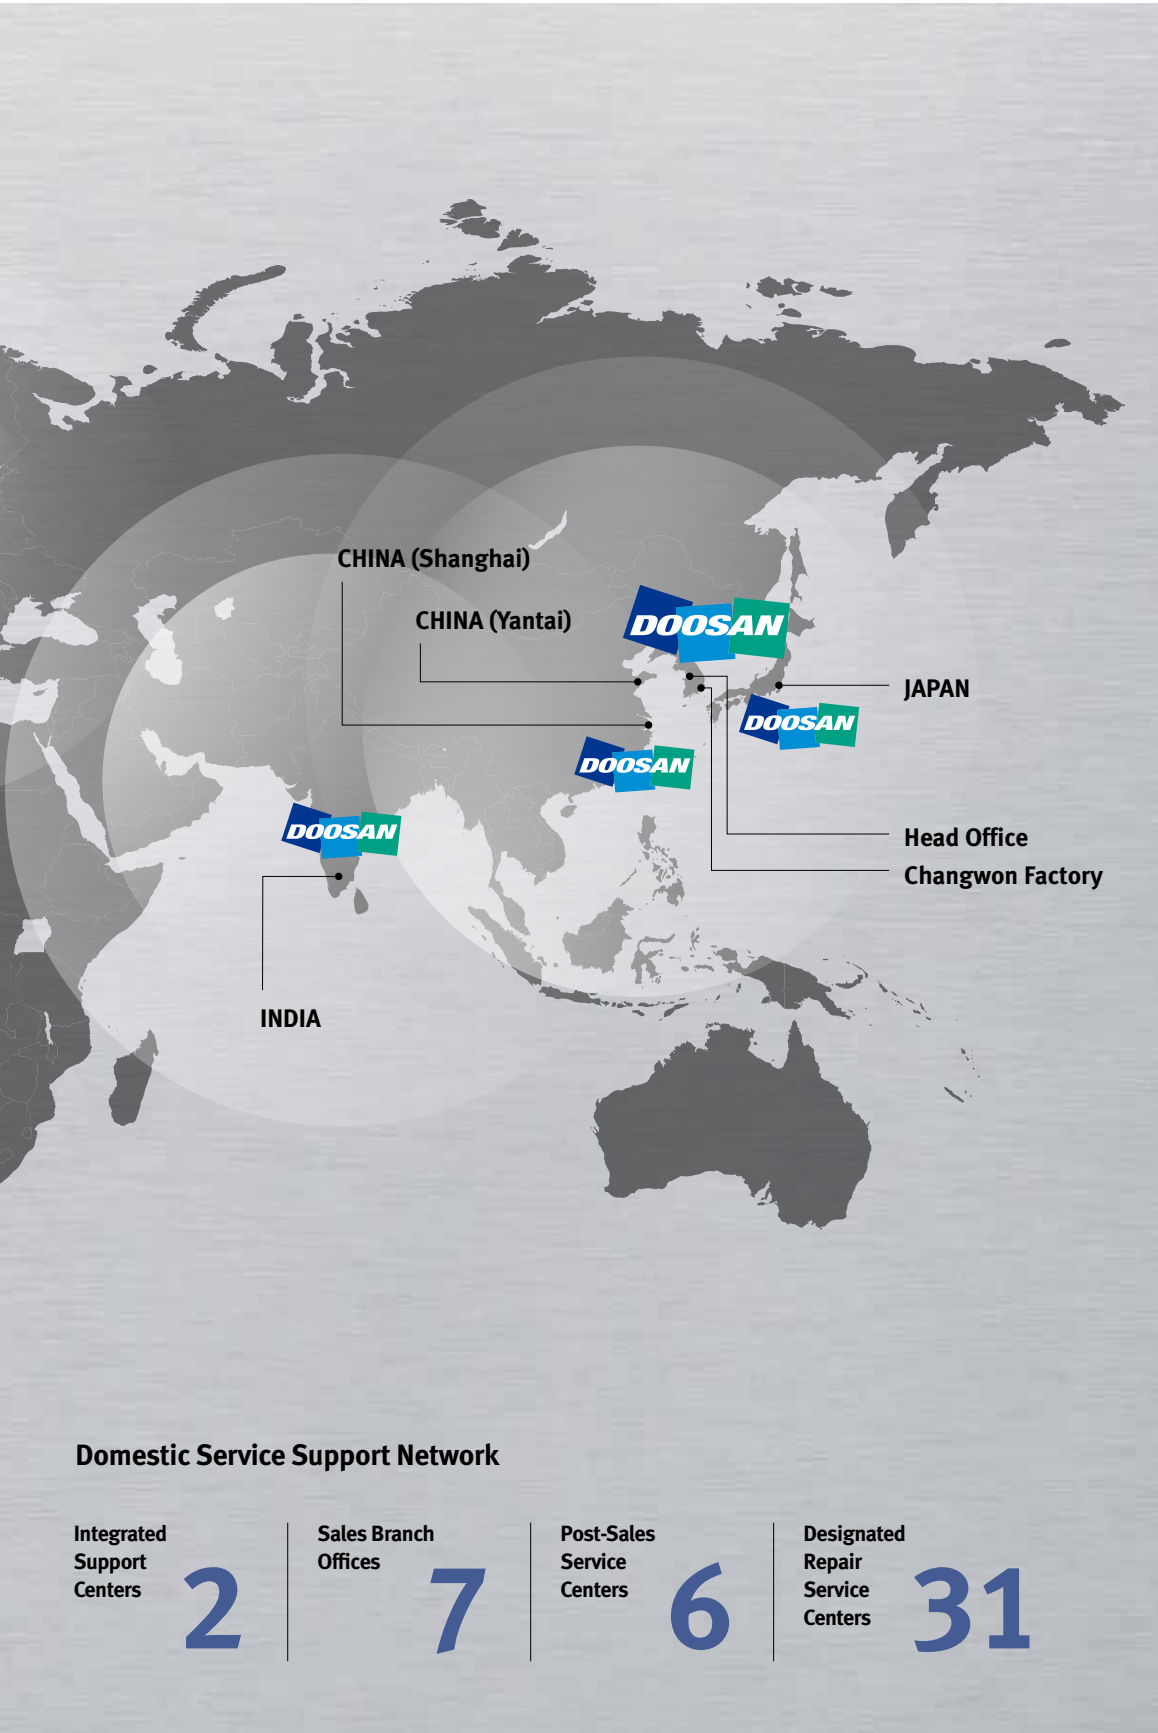 CHINA (Shanghai)
CHINA (Yantai)
DOOSAN
JAPAN
DOOSAN
DOOSAN
DOOSAN
Head Office
Changwon Factory
INDIA
Domestic Service Support Network
Integrated
Support
Centers
2
Sales Branch
Offices
7
Post-Sales
Service
Centers
6
Designated
Repair
Service
Centers
31